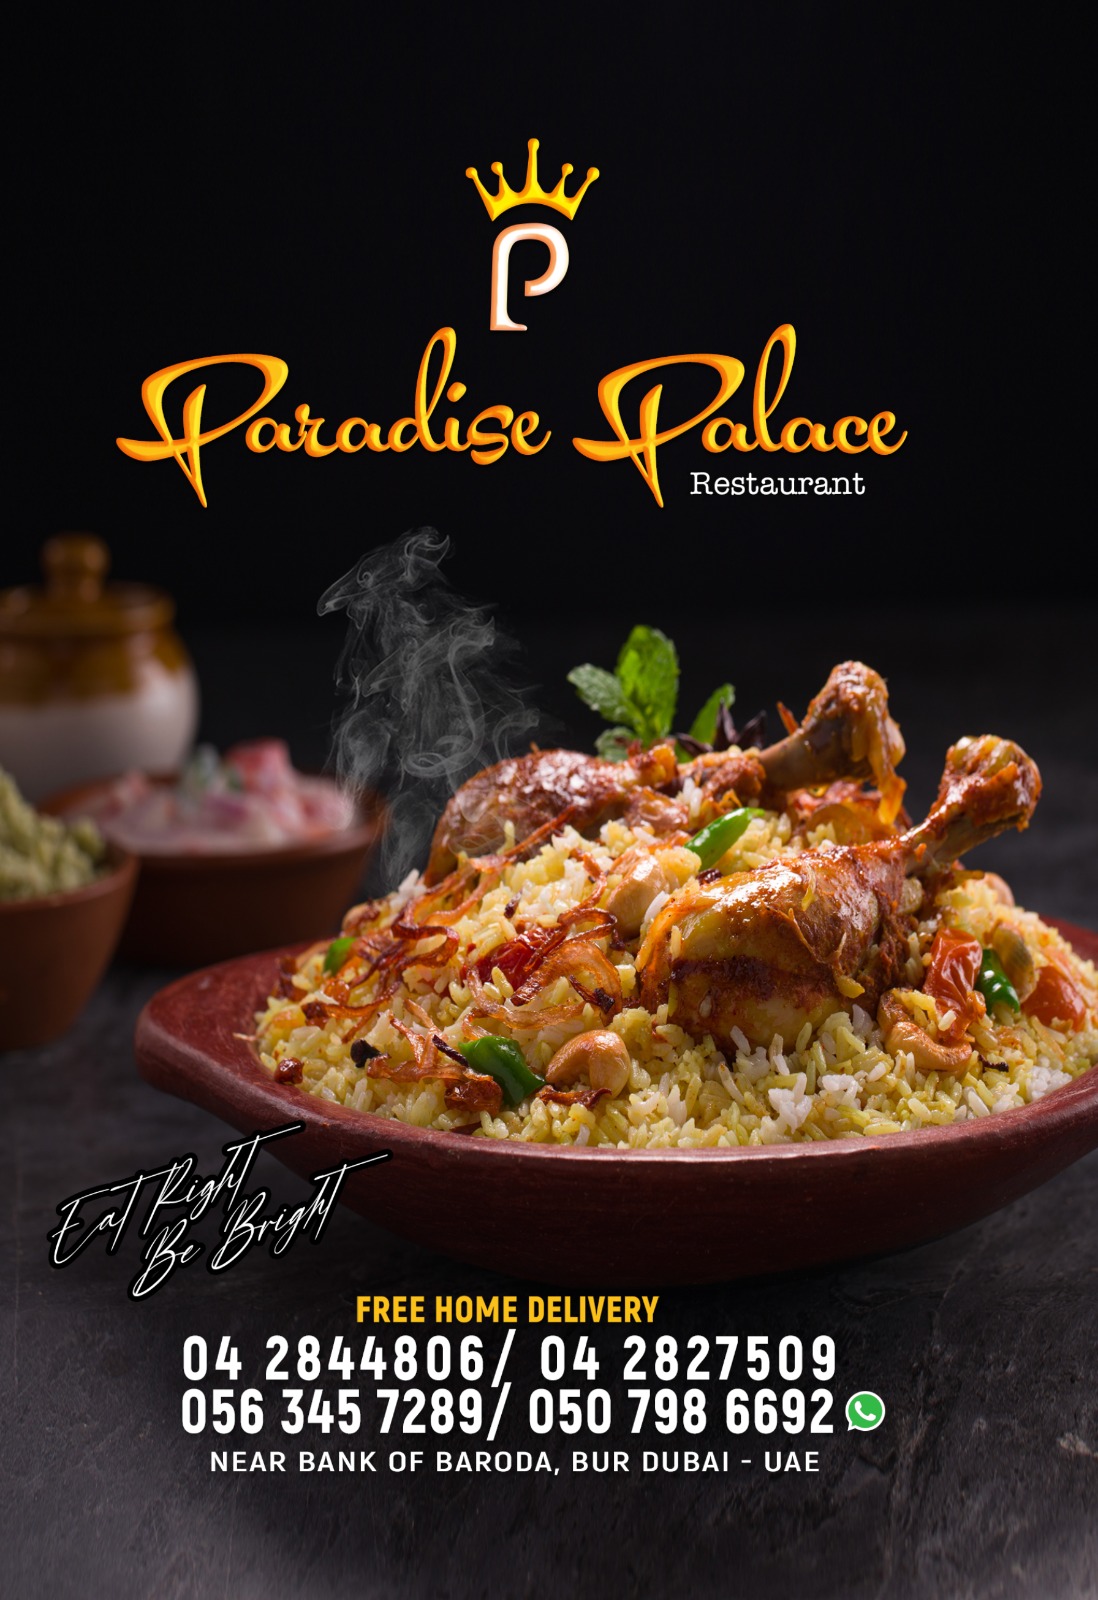 P
Paradise Palace
Restaurant
Eat Right
Be Bright
FREE HOME DELIVERY
04 2844806/ 04 2827509
056 345 7289/ 050 798 6692
NEAR BANK OF BARODA, BUR DUBAI - UAE